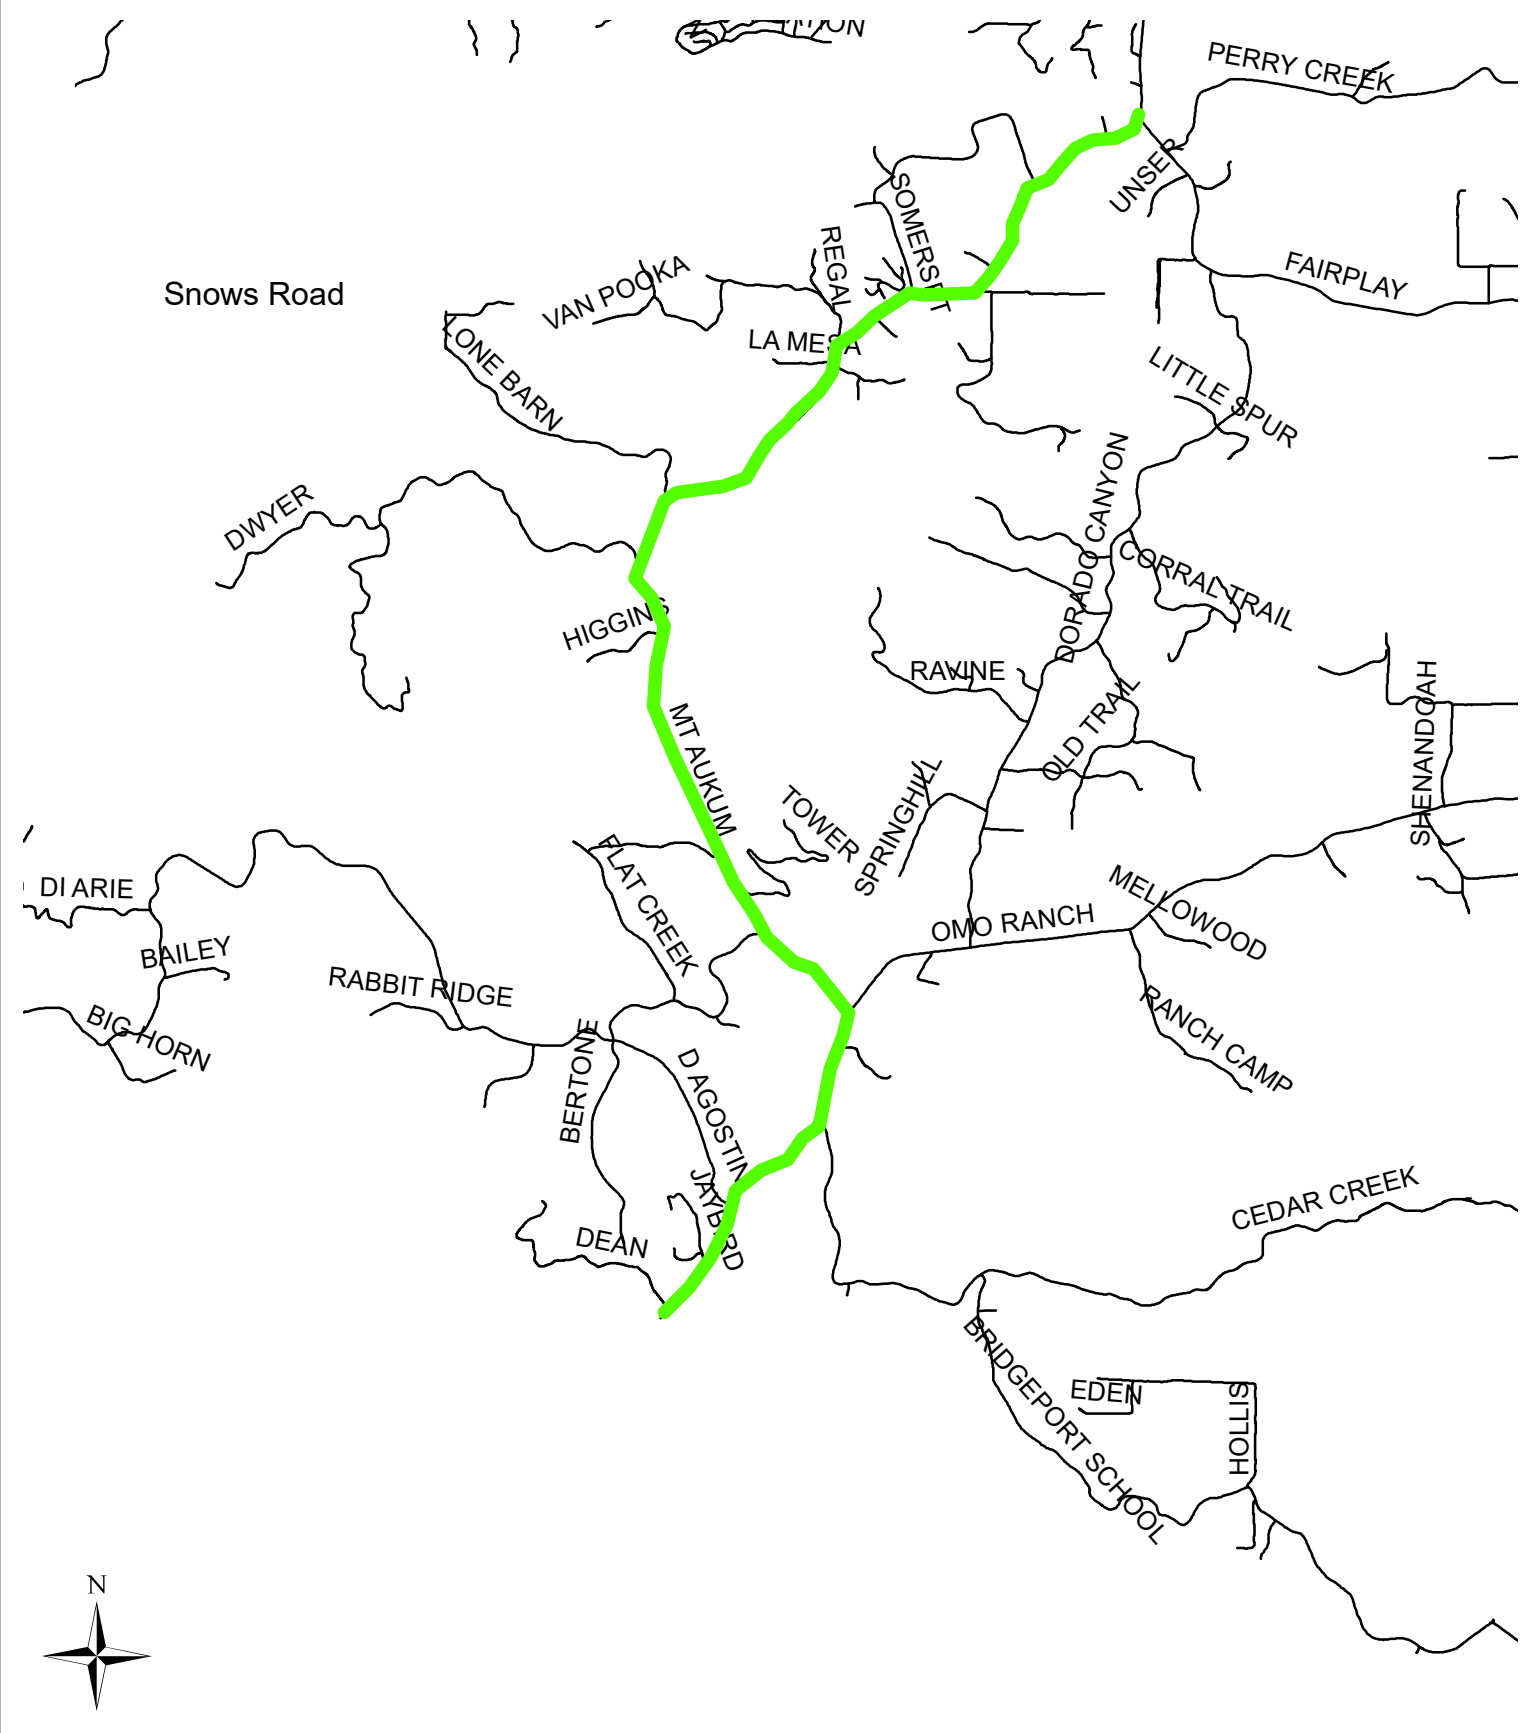 PERRY CREEK
UNSER
SOMERSET
REGAL
VAN POOKA
FAIRPLAY
Snows Road
LONE BARN
LA MESA
LITTLE SPUR
DWYER
DORADO CANYON
CORRAL TRAIL
HIGGINS
RAVINE
OLD TRAIL
SHENANDOAH
MT AUKUM
TOWER
SPRINGHILL
FLAT CREEK
DI ARIE
MELLOWOOD
OMO RANCH
BAILEY
RABBIT RIDGE
BIG HORN
RANCH CAMP
BERTONE
D AGOSTIN
JAYBIRD
CEDAR CREEK
DEAN
BRIDGEPORT SCHOOL
EDEN
HOLLIS
N